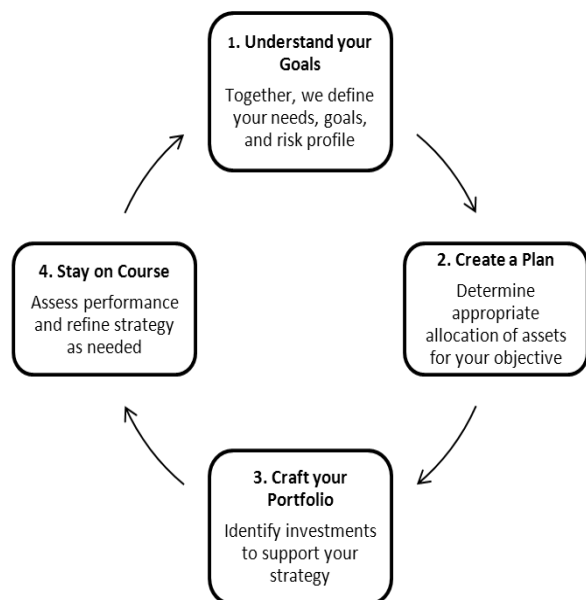 1. Understand your
Goals
Together, we define
your needs, goals,
and risk profile
2. Create a Plan
Determine
appropriate
allocation of assets
for your objective
3. Craft your
Portfolio
Identify investments
to support your
strategy
4. Stay on Course
Assess performance
and refine strategy
as needed